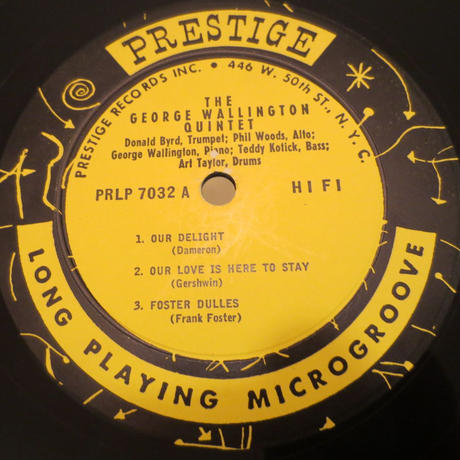 PRESTIGE
PRESTIGE RECORDS INC. • 446 W. 50th ST., N.Y.C.
THE
GEORGE WALLINGTON
QUINTET
Donald Byrd, Trumpet; Phil Woods, Alto;
George Wallington, Piano; Teddy Kotick, Bass;
Art Taylor, Drums
PRLP 7032 A HI FI
1. OUR DELIGHT
(Dameron)
2. OUR LOVE IS HERE TO STAY
(Gershwin)
3. FOSTER DULLES
(Frank Foster)
LONG PLAYING MICROGROOVE